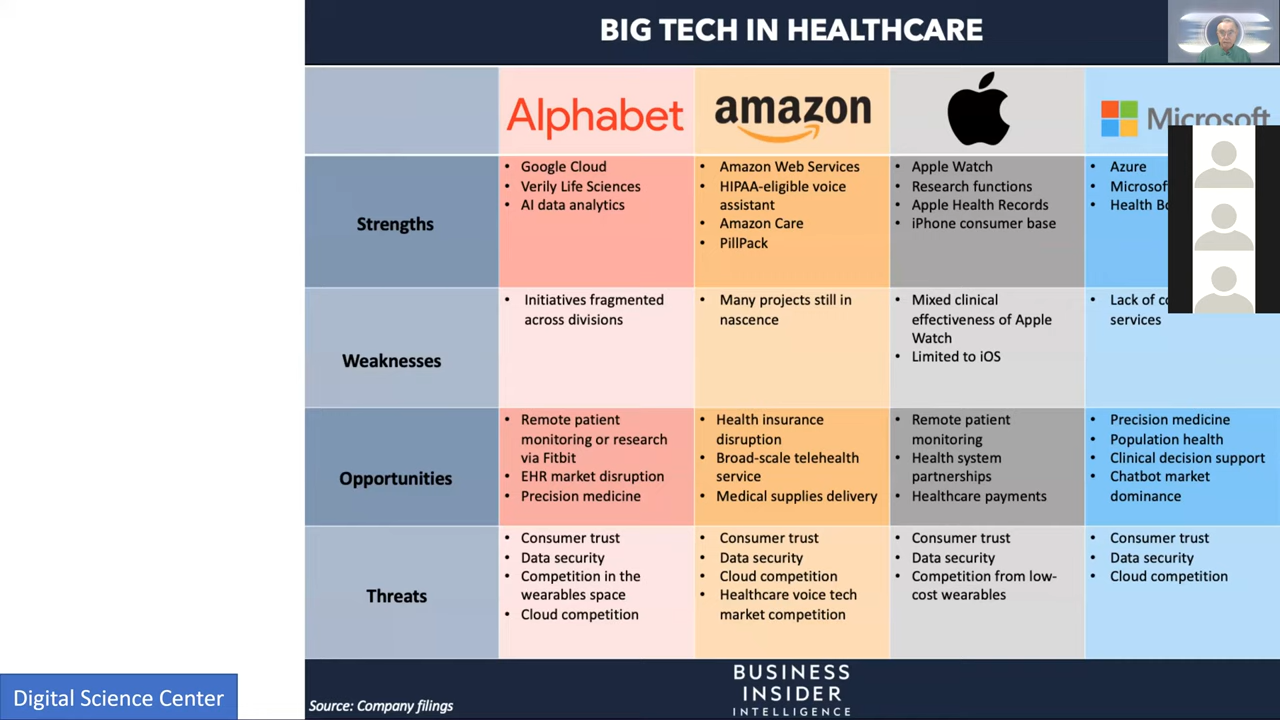 BIG TECH IN HEALTHCARE
Alphabet
amazon
Microsoft
Strengths
• Google Cloud
• Verily Life Sciences
• AI data analytics
• Amazon Web Services
• HIPAA-eligible voice
assistant
• Amazon Care
• PillPack
• Apple Watch
• Research functions
• Apple Health Records
• iPhone consumer base
• Azure
•
• Health
Weaknesses
• Initiatives fragmented
across divisions
• Many projects still in
nascence
• Mixed clinical
effectiveness of Apple
Watch
• Limited to iOS
• Lack of
services
Opportunities
• Remote patient
monitoring or research
via Fitbit
• EHR market disruption
• Precision medicine
• Health insurance
disruption
• Broad-scale telehealth
service
• Medical supplies delivery
• Remote patient
monitoring
• Health system
partnerships
• Healthcare payments
• Precision medicine
• Population health
• Clinical decision support
• Chatbot market
dominance
Threats
• Consumer trust
• Data security
• Competition in the
wearables space
• Cloud competition
• Consumer trust
• Data security
• Cloud competition
• Healthcare voice tech
market competition
• Consumer trust
• Data security
• Competition from low-
cost wearables
• Consumer trust
• Data security
• Cloud competition
Digital Science Center
Source: Company filings
BUSINESS
INSIDER
INTELLIGENCE